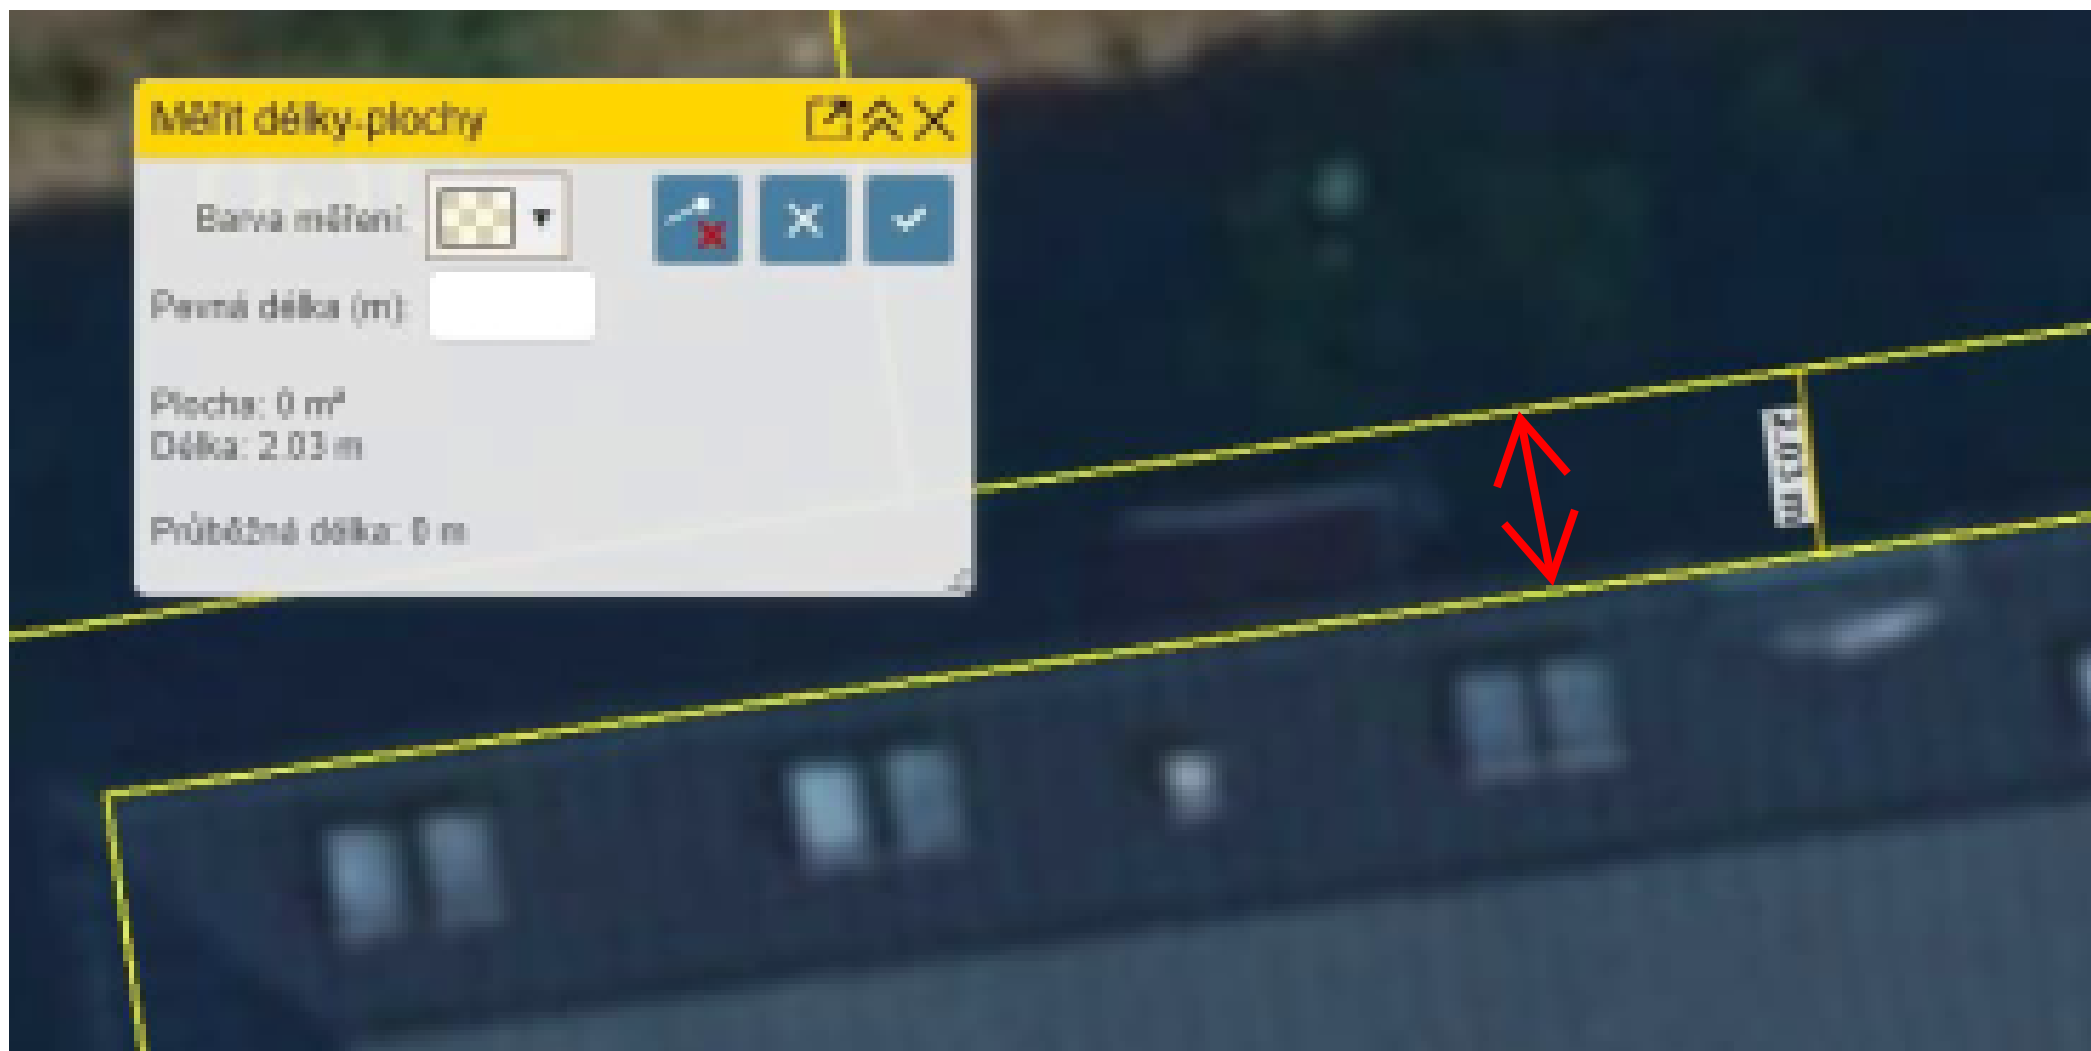 Měřit délky-plochy
Barva měření:
Pevná délka (m):
Plocha: 0 m²
Délka: 2.03 m
Průběžná délka: 0 m
2.03 m